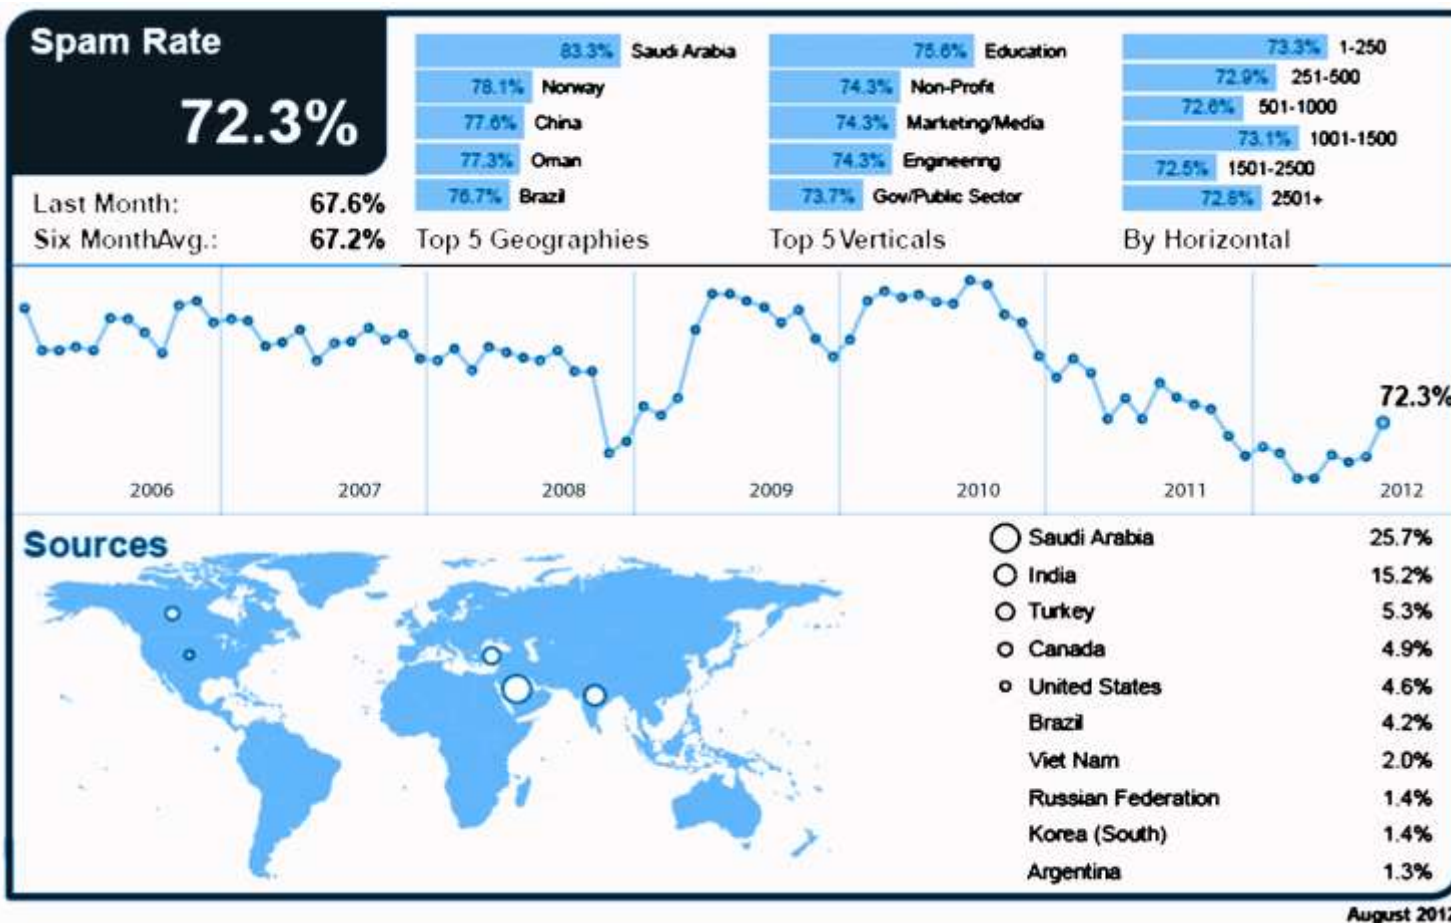 Spam Rate
72.3%
Last Month: 67.6%
Six MonthAvg.: 67.2%
83.3% Saudi Arabia
78.1% Norway
77.6% China
77.3% Oman
76.7% Brazil
Top 5 Geographies
75.6% Education
74.3% Non-Profit
74.3% Marketing/Media
74.3% Engineering
73.7% Gov/Public Sector
Top 5 Verticals
73.3% 1-250
72.9% 251-500
72.6% 501-1000
73.1% 1001-1500
72.5% 1501-2500
72.8% 2501+
By Horizontal
72.3%
2006 2007 2008 2009 2010 2011 2012
Sources
Saudi Arabia 25.7%
India 15.2%
Turkey 5.3%
Canada 4.9%
United States 4.6%
Brazil 4.2%
Viet Nam 2.0%
Russian Federation 1.4%
Korea (South) 1.4%
Argentina 1.3%
August 2012